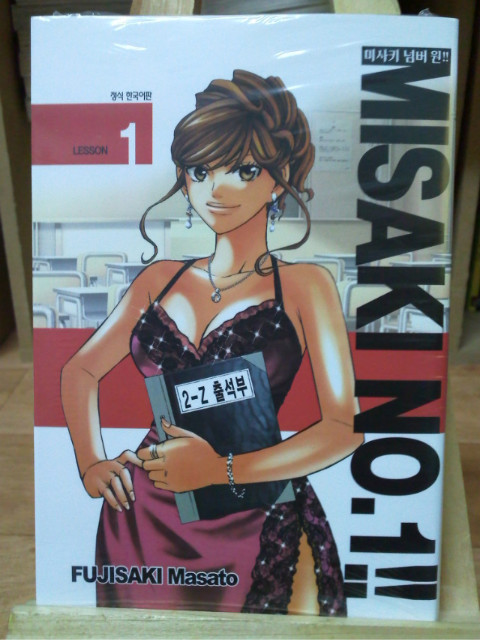 미사키 넘버 원!!
MISAKI NO.1!!
정식 한국어판
LESSON 1
2-Z 출석부
FUJISAKI Masato